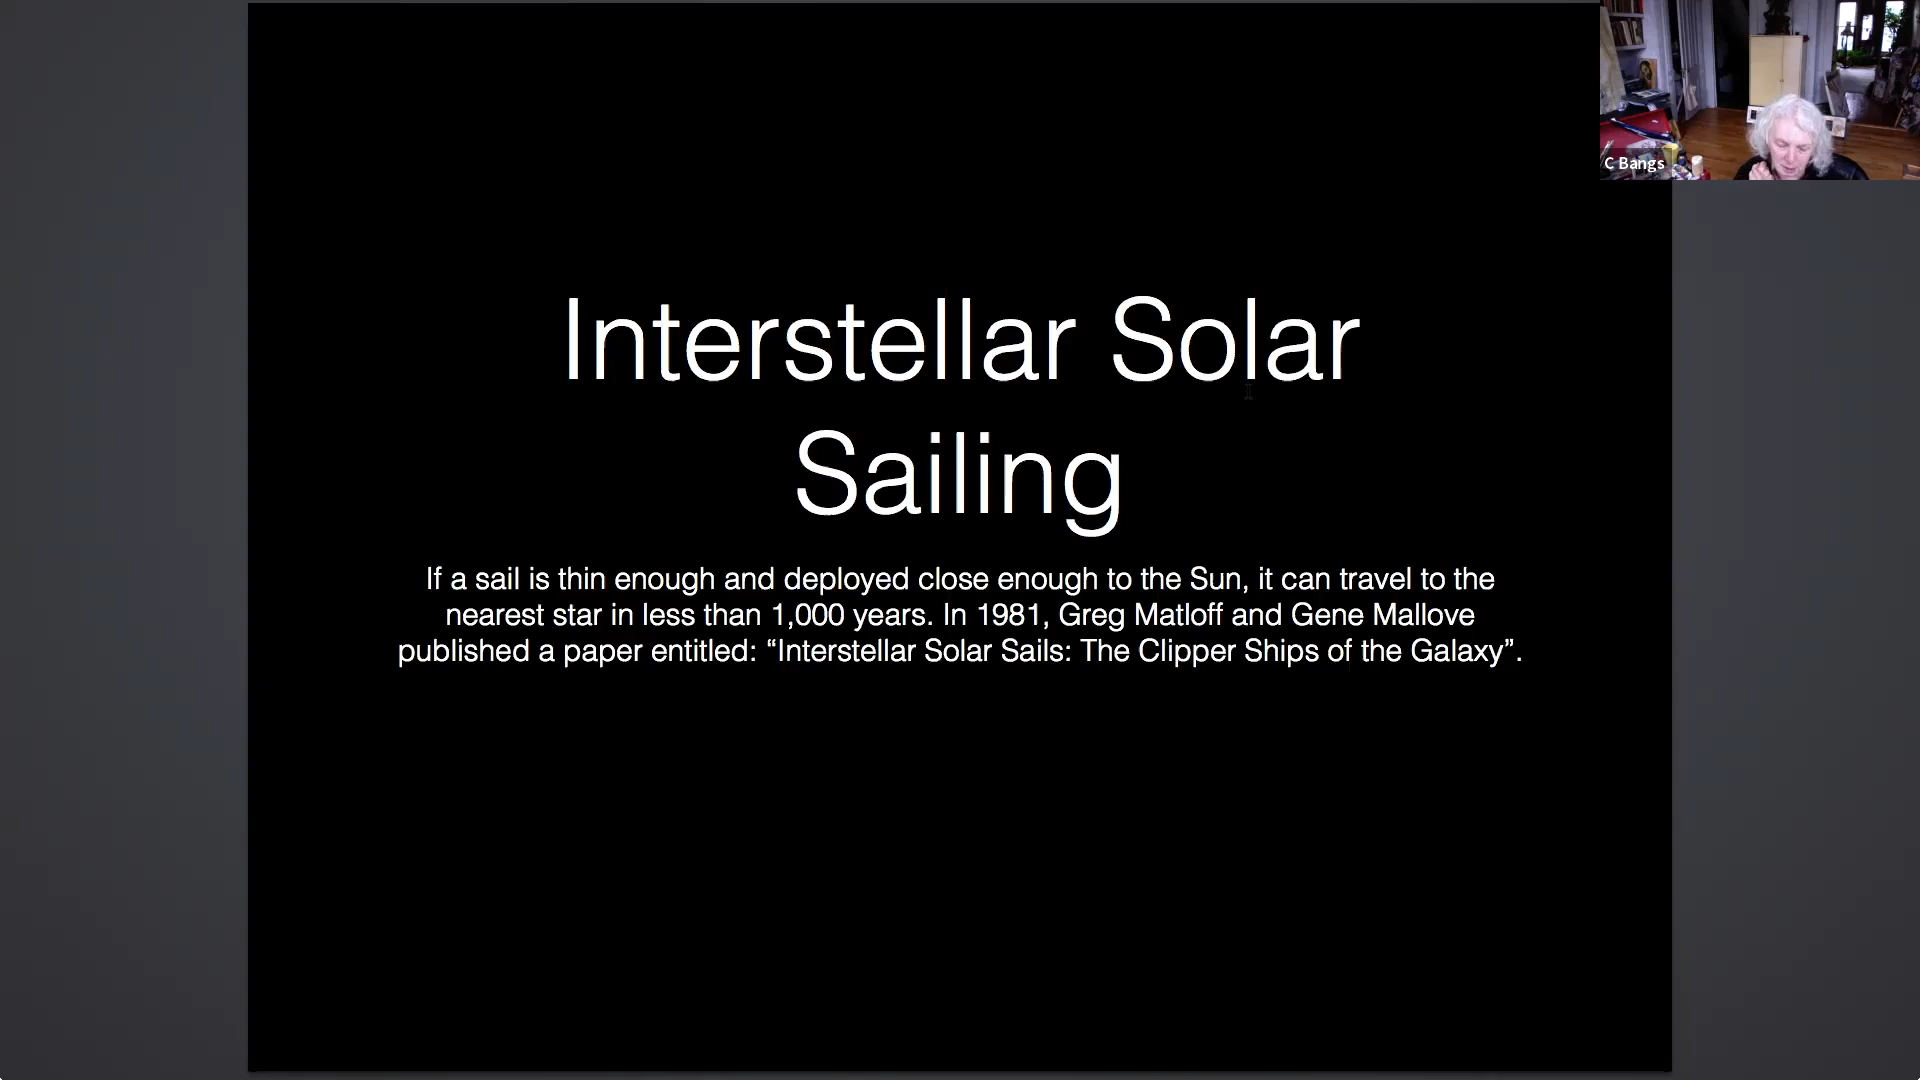 C Bangs
Interstellar Solar
Sailing
If a sail is thin enough and deployed close enough to the Sun, it can travel to the
nearest star in less than 1,000 years. In 1981, Greg Matloff and Gene Mallove
published a paper entitled: “Interstellar Solar Sails: The Clipper Ships of the Galaxy”.